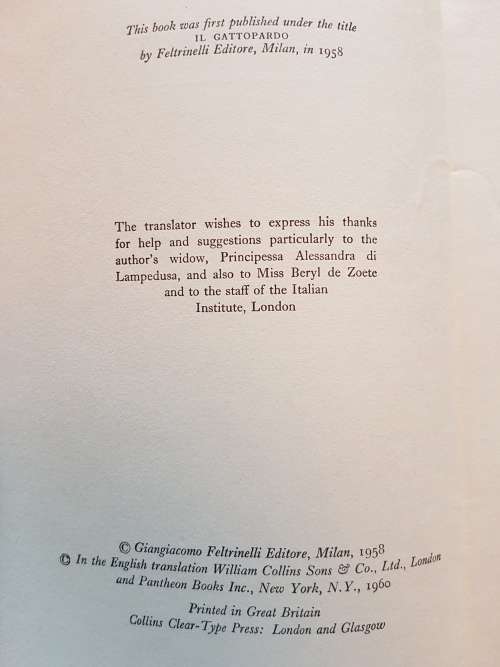 This book was first published under the title
IL GATTOPARDO
by Feltrinelli Editore, Milan, in 1958
The translator wishes to express his thanks
for help and suggestions particularly to the
author's widow, Principessa Alessandra di
Lampedusa, and also to Miss Beryl de Zoete
and to the staff of the Italian
Institute, London
© Giangiacomo Feltrinelli Editore, Milan, 1958
© In the English translation William Collins Sons & Co., Ltd., London
and Pantheon Books Inc., New York, N.Y., 1960
Printed in Great Britain
Collins Clear-Type Press: London and Glasgow